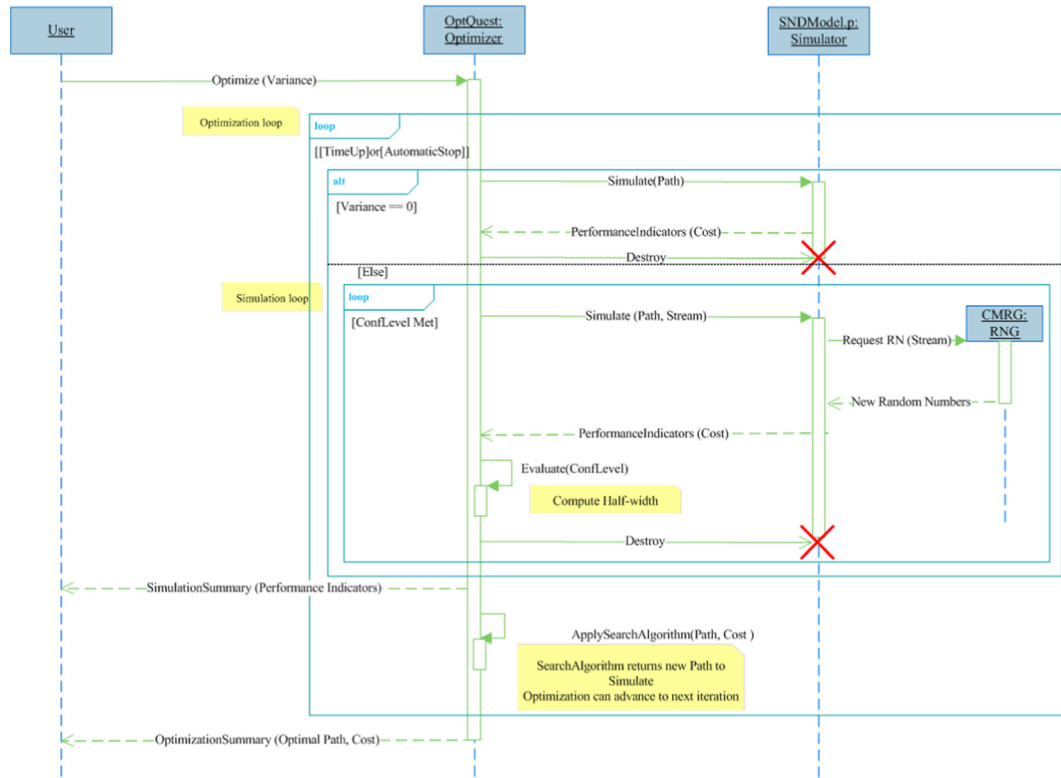 User
OptQuest:
Optimizer
SNDModel.p:
Simulator
Optimize (Variance)
Optimization loop
loop
[[TimeUp]or[AutomaticStop]]
alt
Simulate(Path)
[Variance == 0]
PerformanceIndicators (Cost)
Destroy
[Else]
Simulation loop
loop
[ConfLevel Met]
Simulate (Path, Stream)
CMRG:
RNG
Request RN (Stream)
New Random Numbers
PerformanceIndicators (Cost)
Evaluate(ConfLevel)
Compute Half-width
Destroy
SimulationSummary (Performance Indicators)
ApplySearchAlgorithm(Path, Cost )
SearchAlgorithm returns new Path to
Simulate
Optimization can advance to next iteration
OptimizationSummary (Optimal Path, Cost)